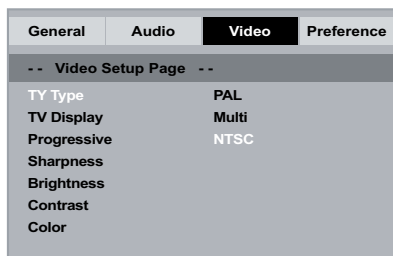 General Audio Video Preference
- - Video Setup Page - -
TY Type PAL
TV Display Multi
Progressive NTSC
Sharpness
Brightness
Contrast
Color